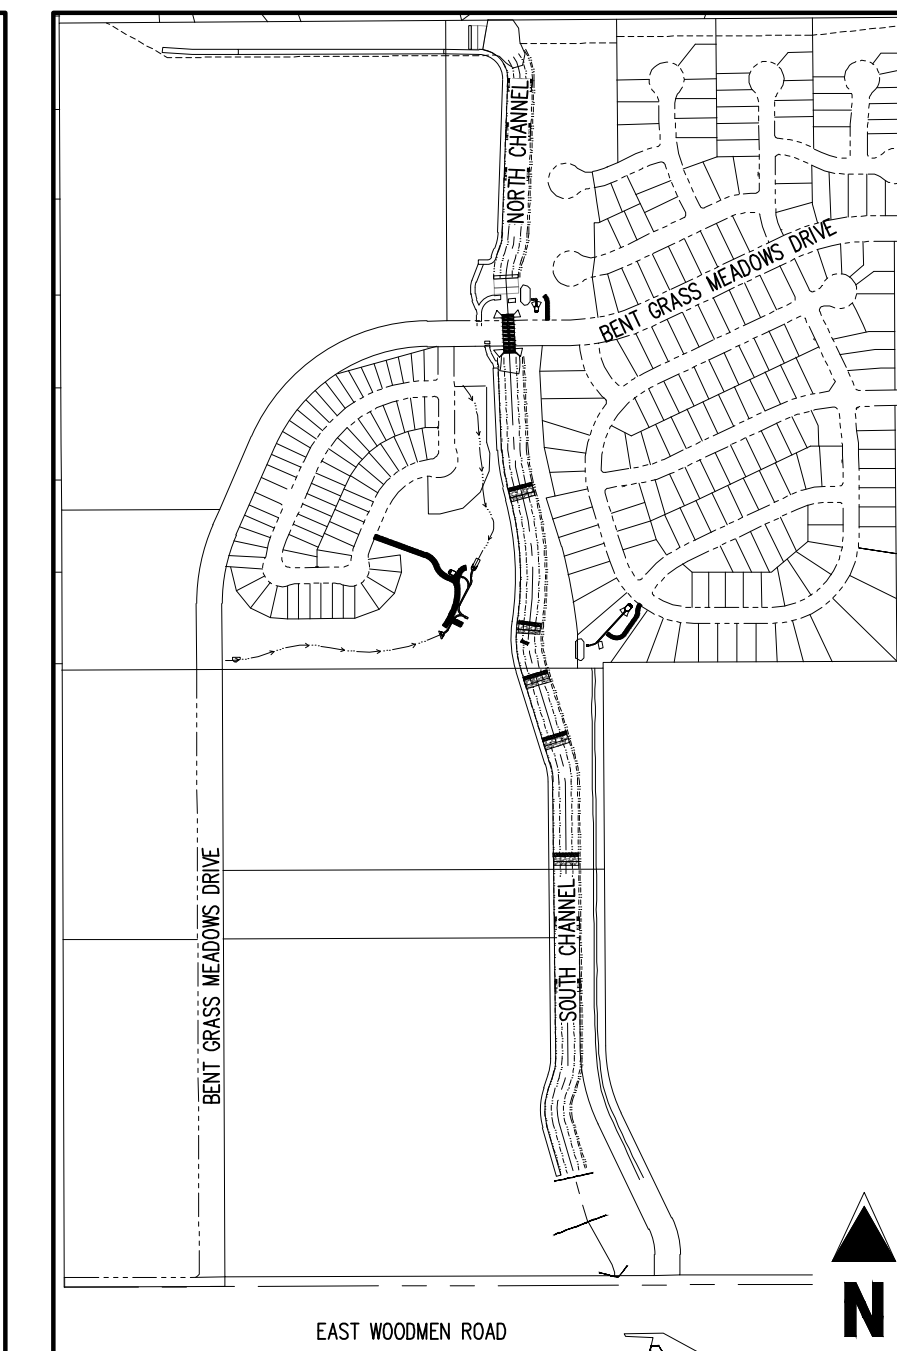 NORTH CHANNEL
BENT GRASS MEADOWS DRIVE
BENT GRASS MEADOWS DRIVE
SOUTH CHANNEL
N
EAST WOODMEN ROAD